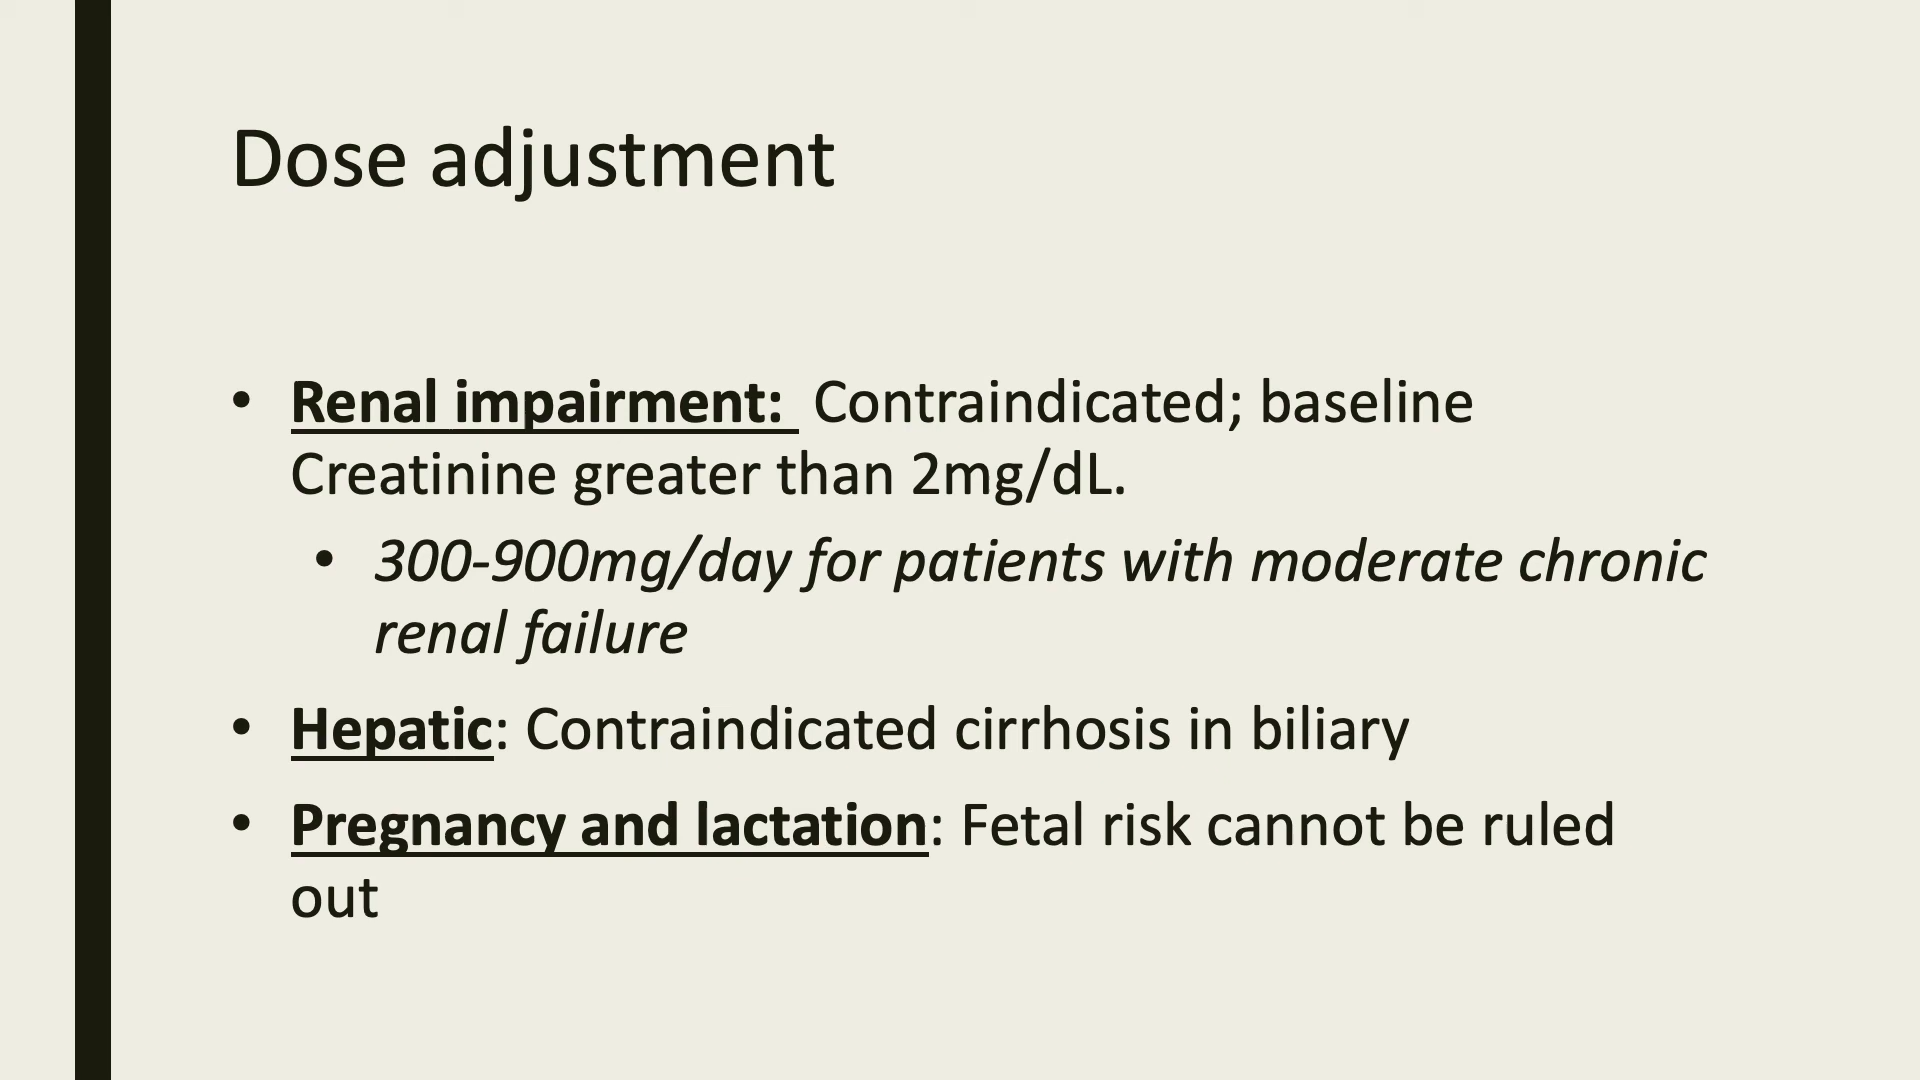 Dose adjustment
• Renal impairment: Contraindicated; baseline
Creatinine greater than 2mg/dL.
• 300-900mg/day for patients with moderate chronic
renal failure
• Hepatic: Contraindicated cirrhosis in biliary
• Pregnancy and lactation: Fetal risk cannot be ruled
out